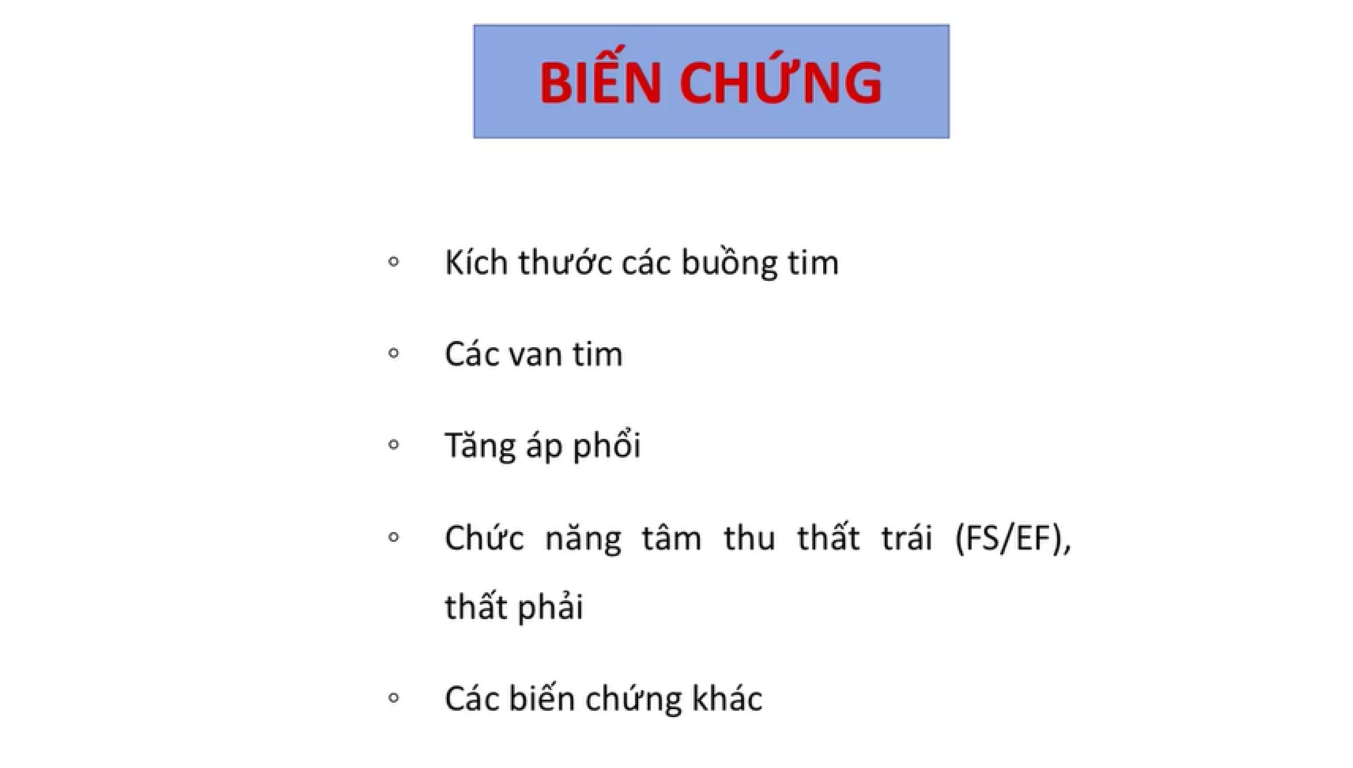 BIẾN CHỨNG
◦ Kích thước các buồng tim
◦ Các van tim
◦ Tăng áp phổi
◦ Chức năng tâm thu thất trái (FS/EF),
thất phải
◦ Các biến chứng khác